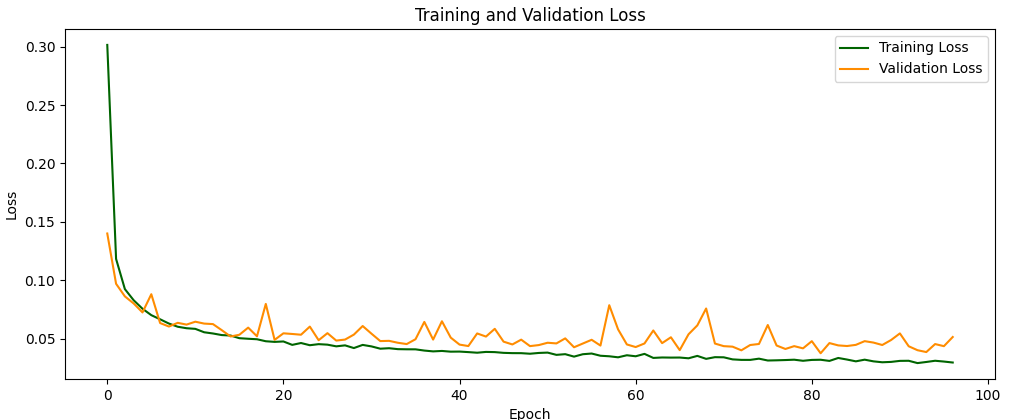 Training and Validation Loss
Training Loss
Validation Loss
0.30
0.25
0.20
0.15
0.10
0.05
Loss
0 20 40 60 80 100
Epoch